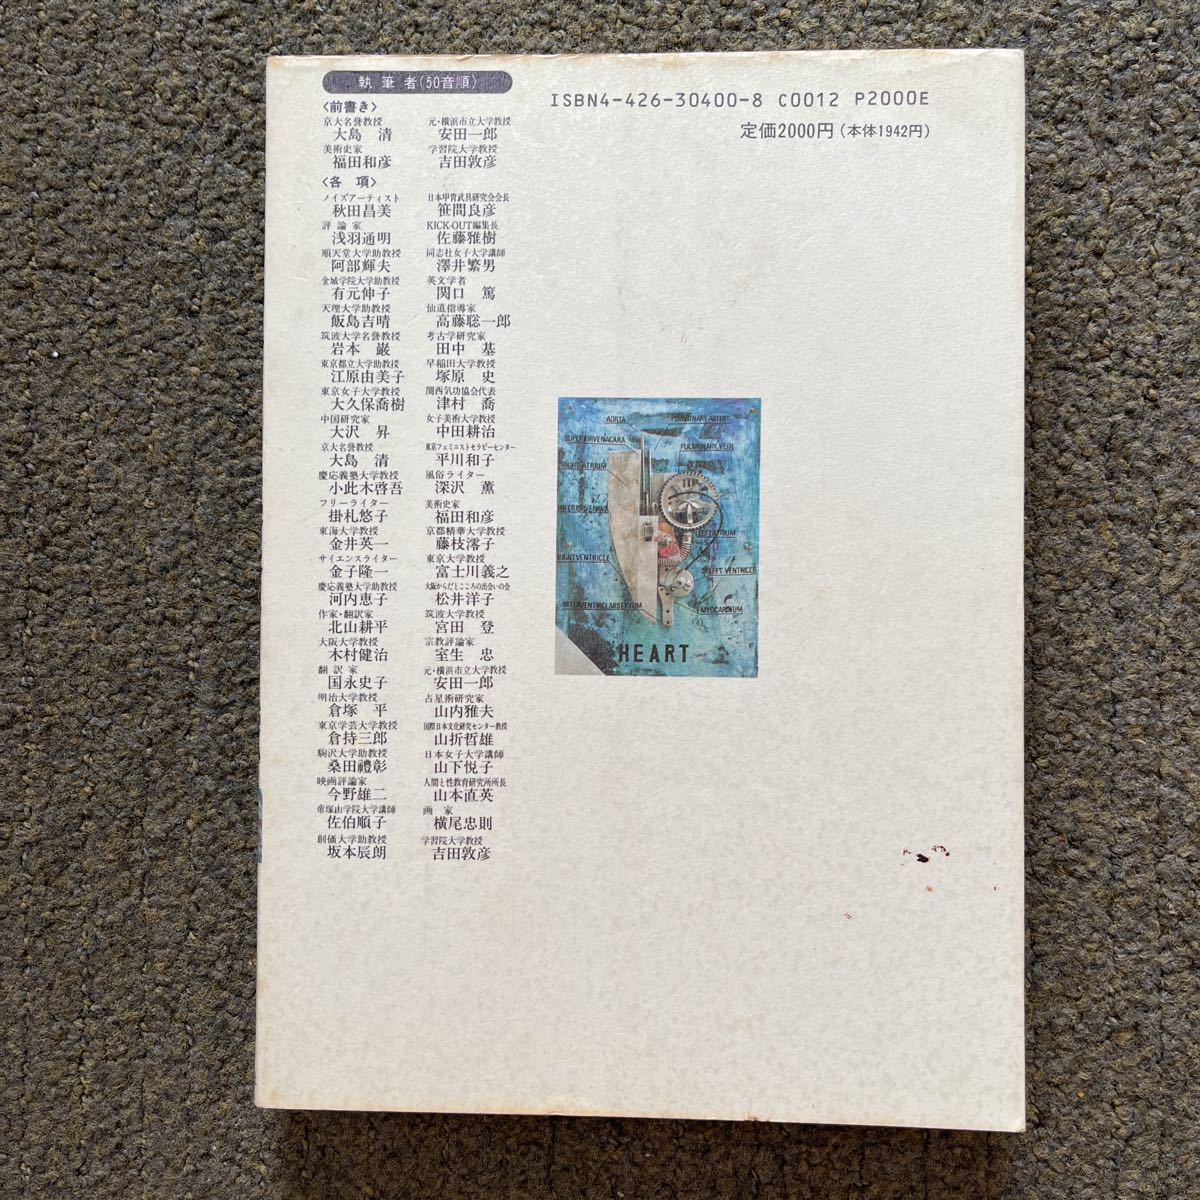 執筆者(50音順)
〈前書き〉
京大名誉教授
大島 清
美術史家
福田和彦
元・横浜市立大学教授
安田一郎
学習院大学教授
吉田敦彦
〈各 項〉
ノイズアーティスト
秋田昌美
評論家
浅羽通明
順天堂大学助教授
阿部輝夫
金城学院大学助教授
有元伸子
天理大学助教授
飯島吉晴
筑波大学名誉教授
岩本 巌
東京都立大学助教授
江原由美子
東京女子大学教授
大久保喬樹
中国研究家
大沢 昇
京大名誉教授
大島 清
慶応義塾大学教授
小此木啓吾
フリーライター
掛札悠子
東海大学教授
金井英一
サイエンスライター
金子隆一
慶応義塾大学助教授
河内恵子
作家・翻訳家
北山耕平
大阪大学教授
木村健治
翻訳家
国永史子
明治大学教授
倉塚 平
東京学芸大学教授
倉持三郎
駒沢大学助教授
桑田禮彰
映画評論家
今野雄二
帝塚山学院大学講師
佐伯順子
創価大学助教授
坂本辰朗
日本甲冑武具研究会会長
笹間良彦
KICK-OUT編集長
佐藤雅樹
同志社女子大学講師
澤井繁男
英文学者
関口 篤
仙道指導家
高藤聡一郎
考古学研究家
田中 基
早稲田大学教授
塚原 史
関西気功協会代表
津村 喬
女子美術大学教授
中田耕治
東京フェミニストセラピーセンター
平川和子
風俗ライター
深沢 薫
美術史家
福田和彦
京都精華大学教授
藤枝澪子
東京大学教授
富士川義之
大阪からだとこころの出会いの会
松井洋子
筑波大学教授
宮田 登
宗教評論家
室生 忠
元・横浜市立大学教授
安田一郎
占星術研究家
山内雅夫
国際日本文化研究センター教授
山折哲雄
日本女子大学講師
山下悦子
人間と性教育研究所所長
山本直英
画家
横尾忠則
学習院大学教授
吉田敦彦
ISBN4-426-30400-8 C0012 P2000E
定価2000円(本体1942円)
AORTA
PULMONARY ARTERY
SUPERIORVENACARA
PULMONARY VEIN
RIGHT ATRIUM
LEFT ATRIUM
RIGHTVENTRICLE
LEFT VENTRICLE
MYOCARDIUM
HEART